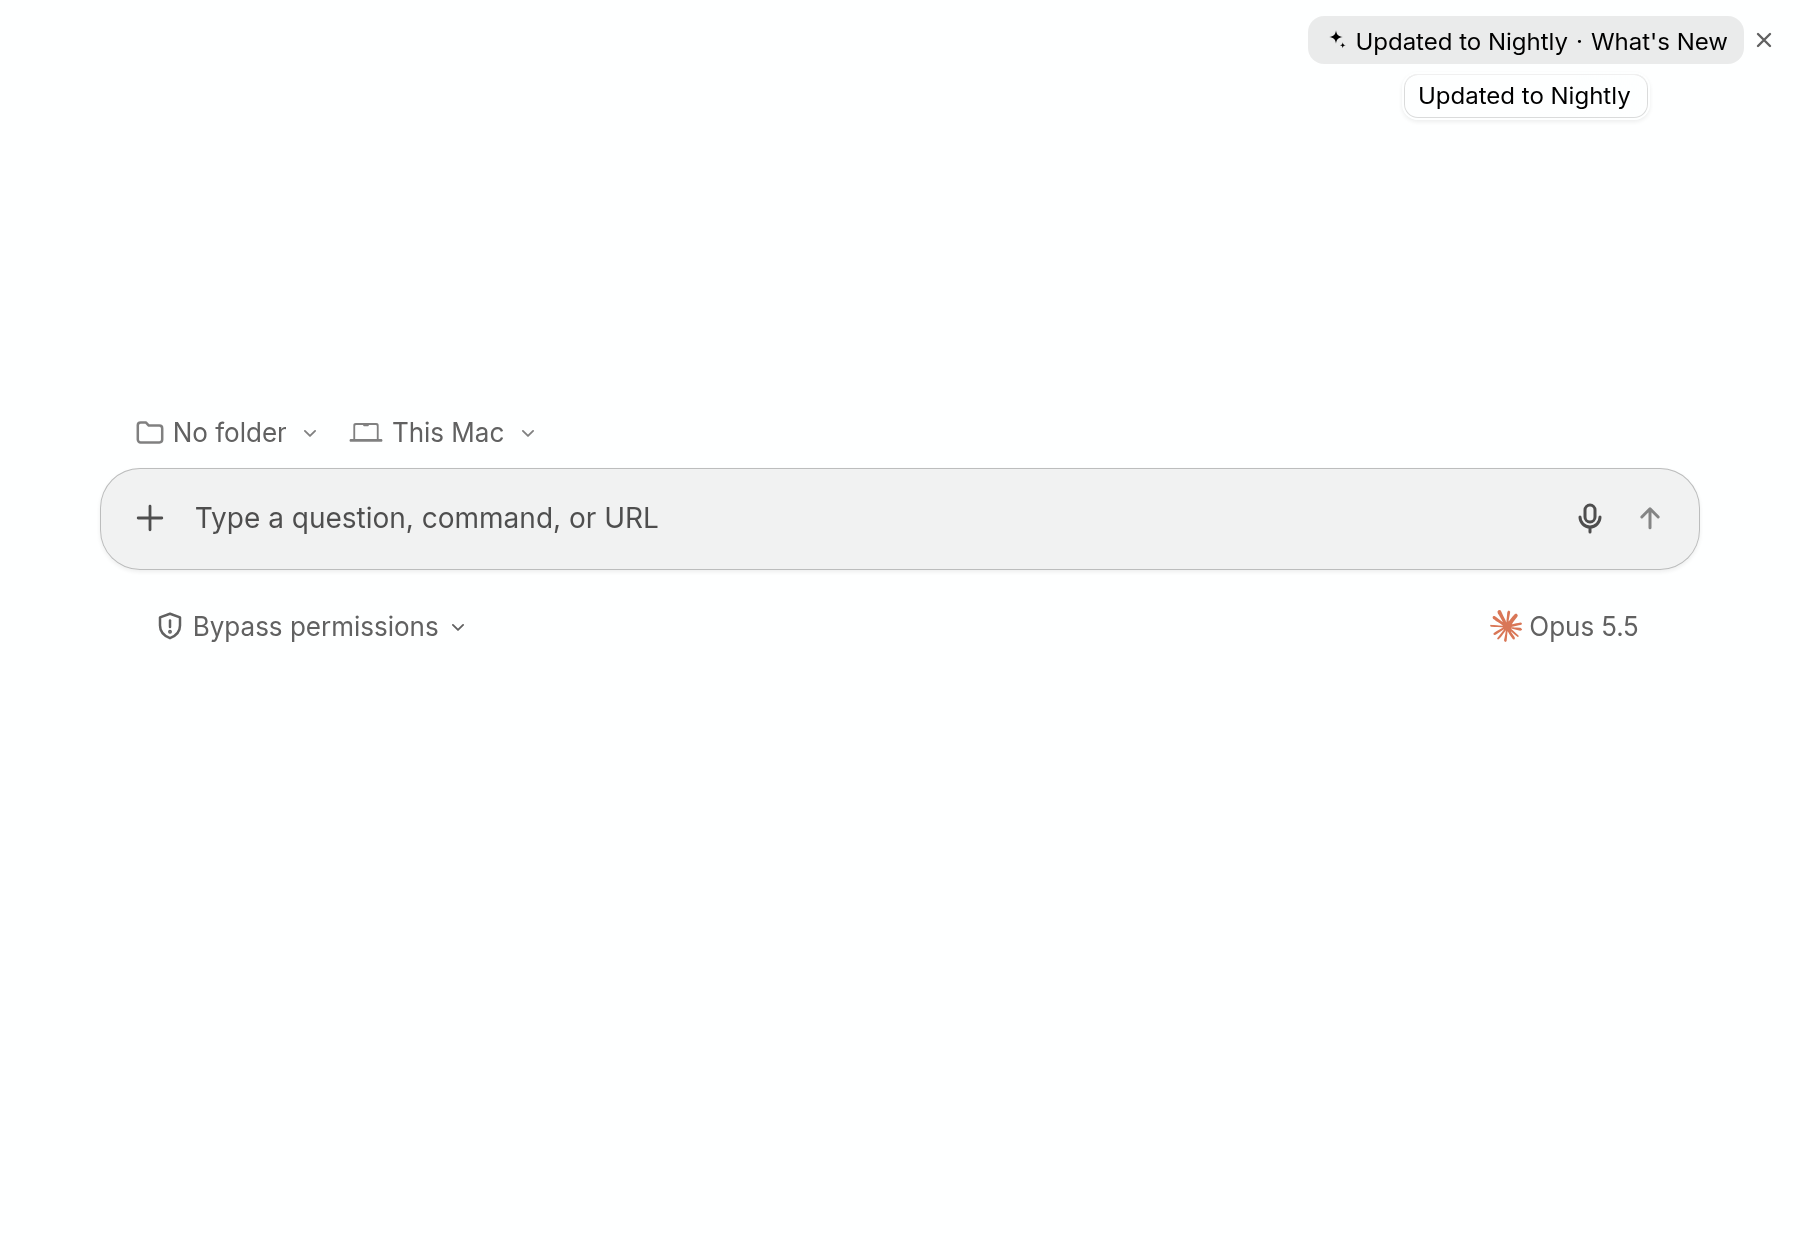 Updated to Nightly · What's New
Updated to Nightly
No folder
This Mac
Type a question, command, or URL
Bypass permissions
Opus 5.5